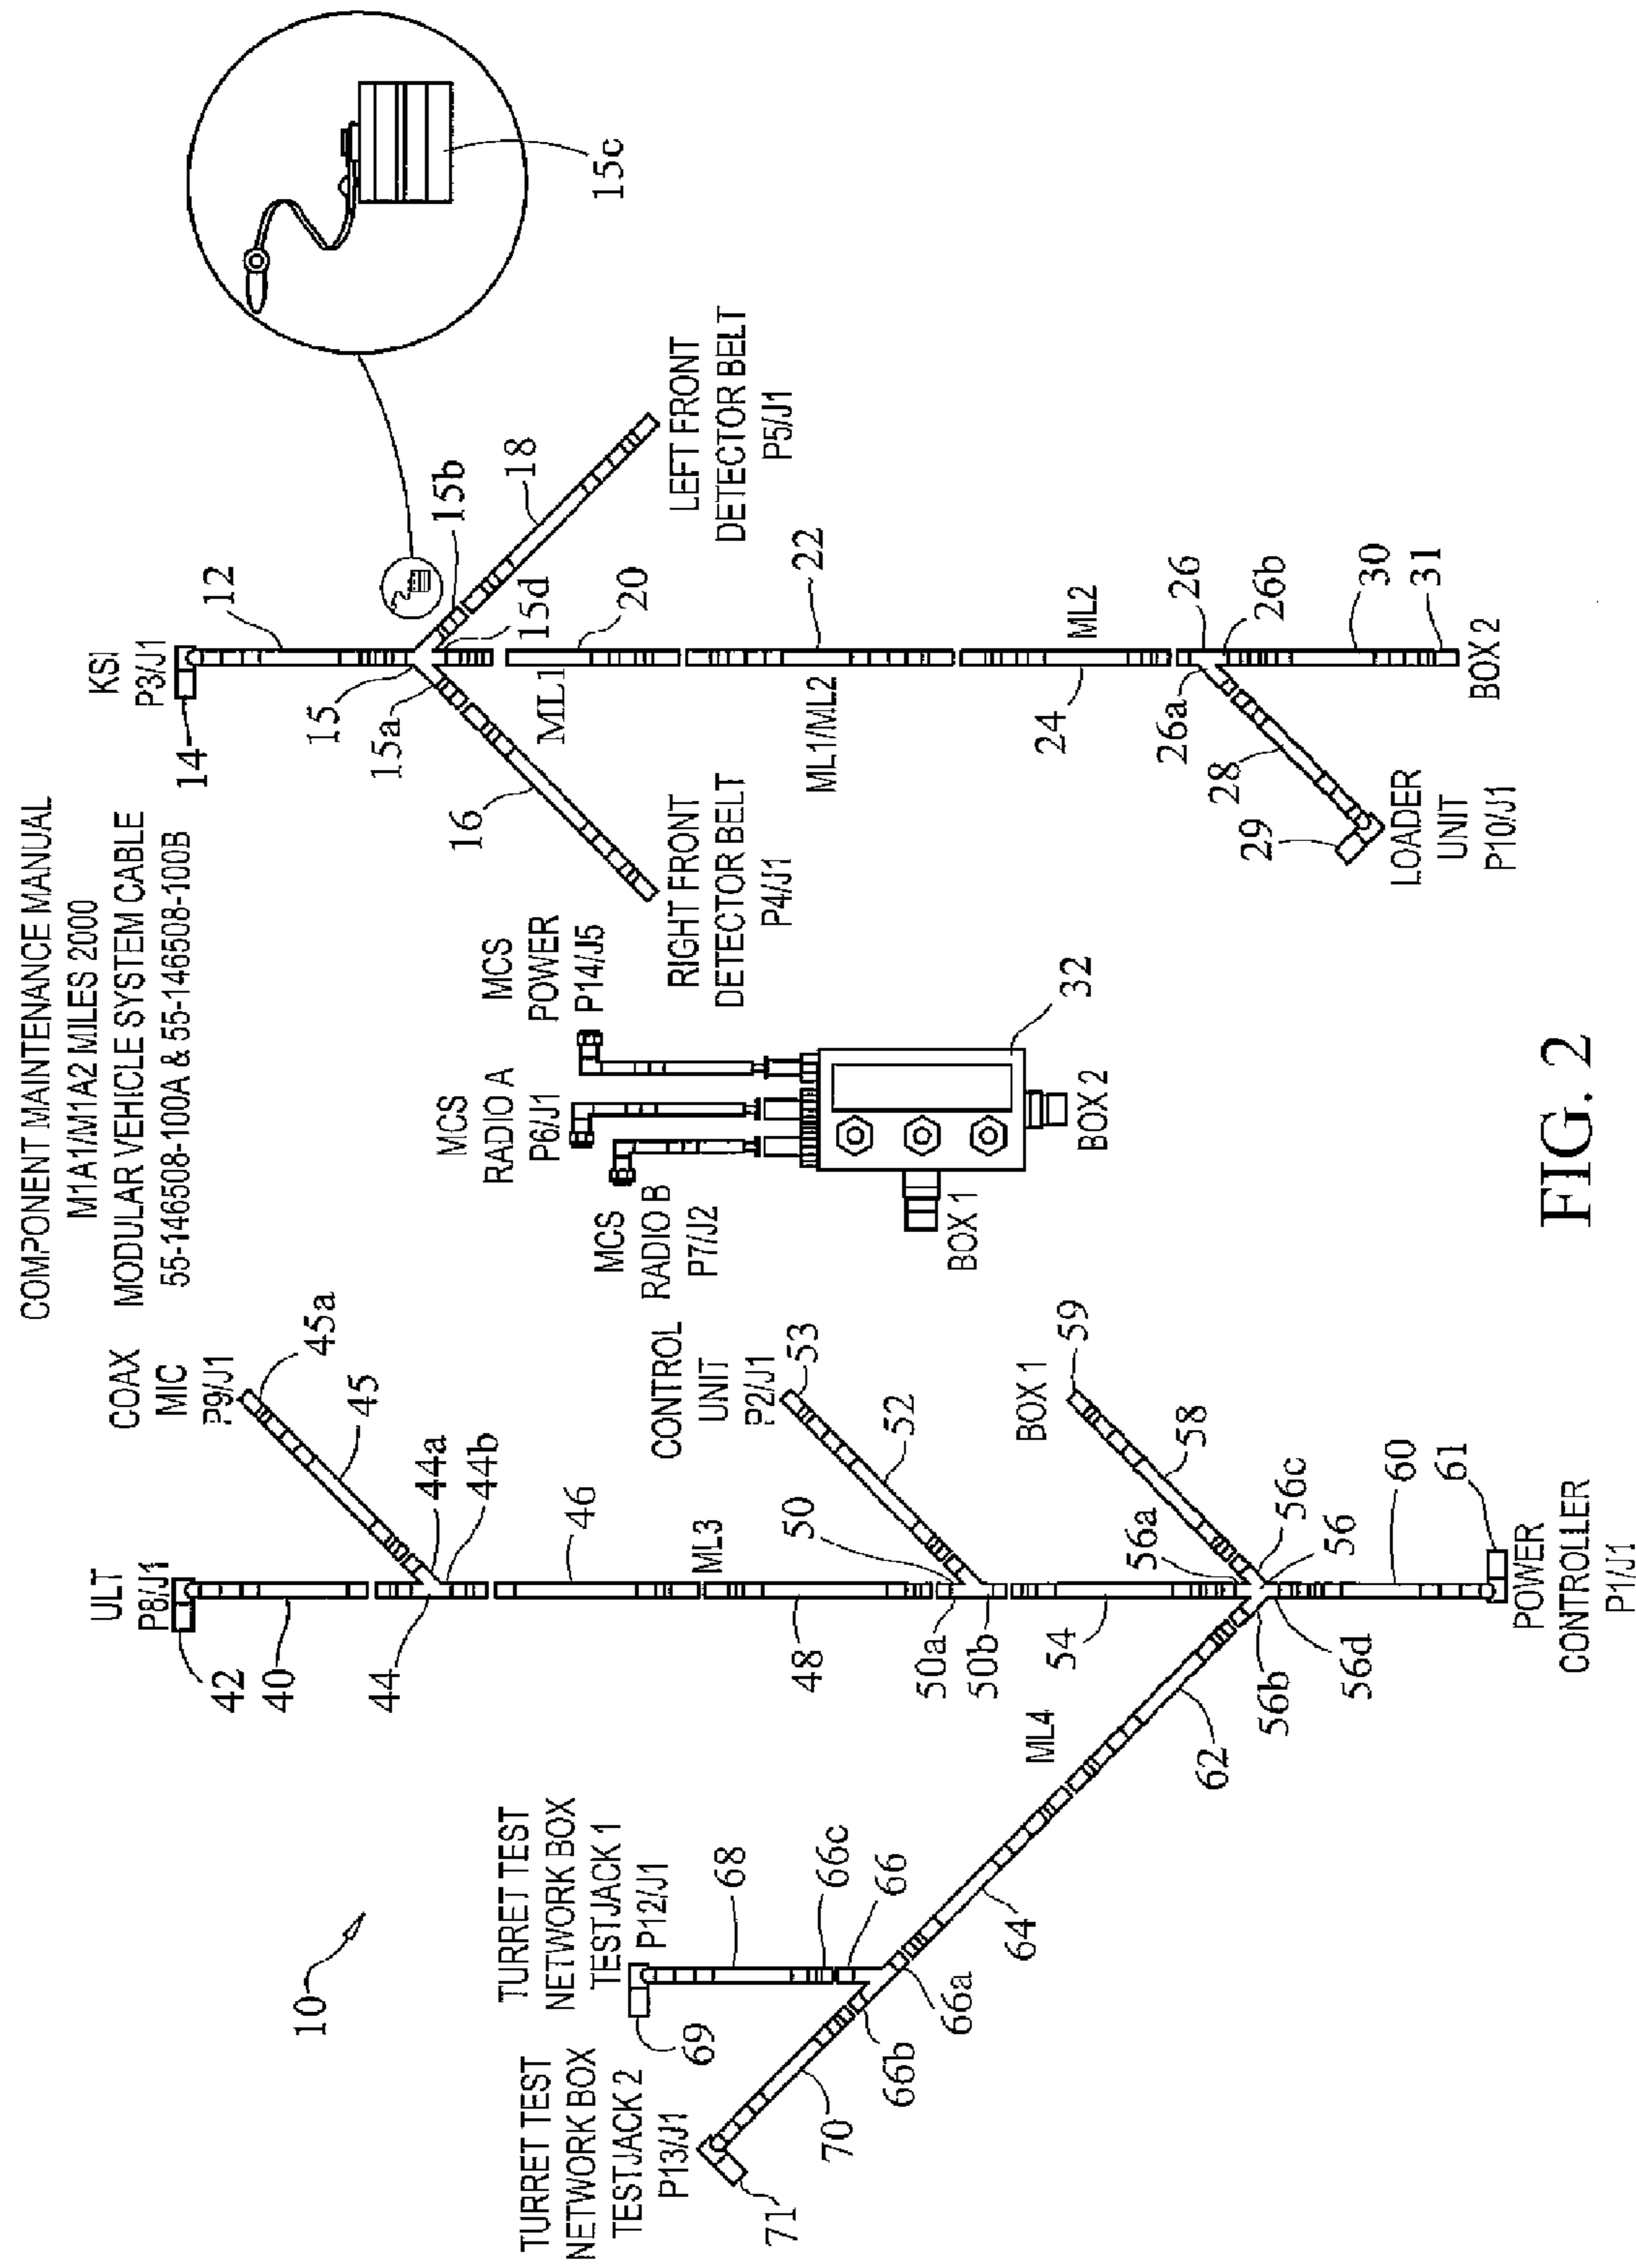 COMPONENT MAINTENANCE MANUAL
M1A1/M1A2 MILES 2000
MODULAR VEHICLE SYSTEM CABLE
55-146508-100A & 55-146508-100B
10
TURRET TEST
NETWORK BOX
TESTJACK 2
P13/J1
71
70
66b
TURRET TEST
NETWORK BOX
TESTJACK 1
P12/J1
69
68
66c
66
66a
64
ML4
62
ULT
P8/J1
42
40
44
COAX
MIC
P9/J1
45a
45
44a
44b
46
ML3
48
50
50a
50b
CONTROL
UNIT
P2/J1
53
52
54
56a
56b
56d
BOX 1
59
58
56c
56
60
61
POWER
CONTROLLER
P1/J1
MCS
RADIO B
P7/J2
MCS
RADIO A
P6/J1
MCS
POWER
P14/J5
32
BOX 1
BOX 2
KSI
P3/J1
14
12
15
15a
15b
15c
15d
16
RIGHT FRONT
DETECTOR BELT
P4/J1
18
LEFT FRONT
DETECTOR BELT
P5/J1
ML1
20
ML1/ML2
22
ML2
24
26
26a
26b
28
29
LOADER
UNIT
P10/J1
30
31
BOX 2
FIG. 2